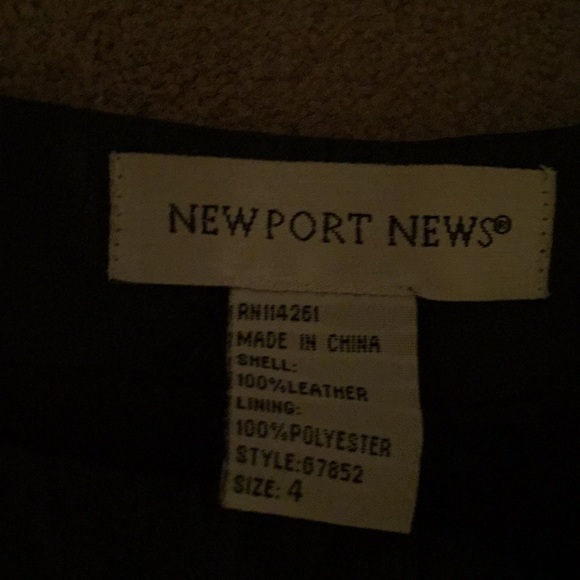 NEWPORT NEWS®
RN114261
MADE IN CHINA
SHELL:
100%LEATHER
LINING:
100%POLYESTER
STYLE:67852
SIZE: 4